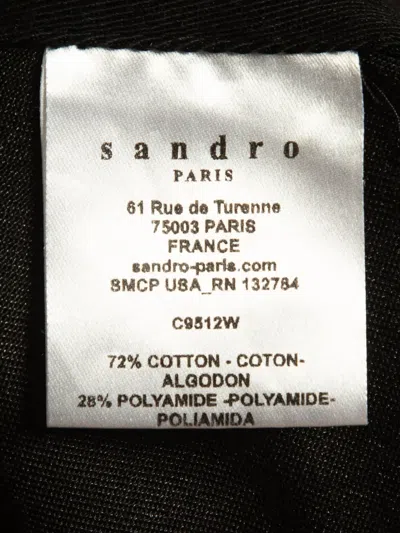 sandro
PARIS
61 Rue de Turenne
75003 PARIS
FRANCE
sandro-paris.com
SMCP USA_RN 132784
C9512W
72% COTTON - COTON-
ALGODON
28% POLYAMIDE -POLYAMIDE-
POLIAMIDA